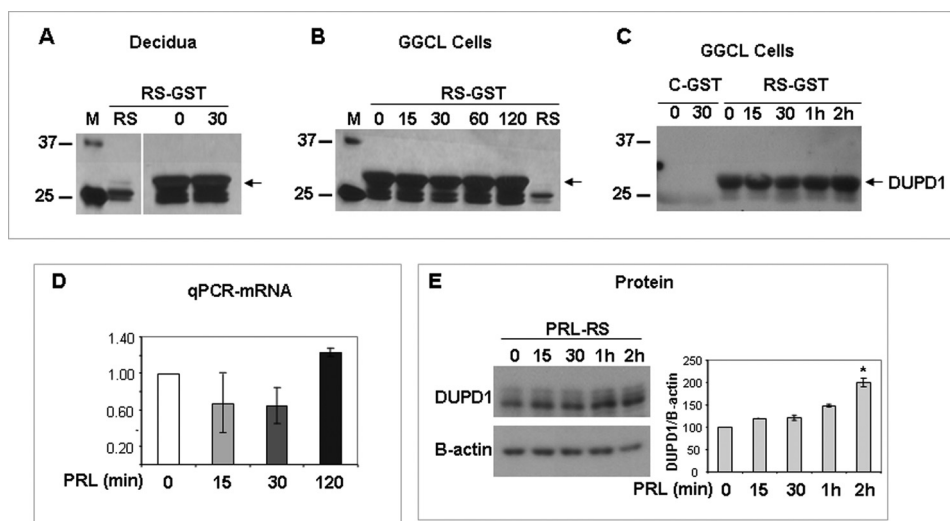 A
Decidua
RS-GST
M RS 0 30
37
25
B
GGCL Cells
RS-GST
M 0 15 30 60 120 RS
37
25
C
GGCL Cells
C-GST RS-GST
0 30 0 15 30 1h 2h
37
25
DUPD1
D
qPCR-mRNA
1.40
1.00
0.60
0.20
PRL (min) 0 15 30 120
E
Protein
PRL-RS
0 15 30 1h 2h
DUPD1
B-actin
DUPD1/B-actin
250
200
150
100
50
0
*
PRL (min) 0 15 30 1h 2h